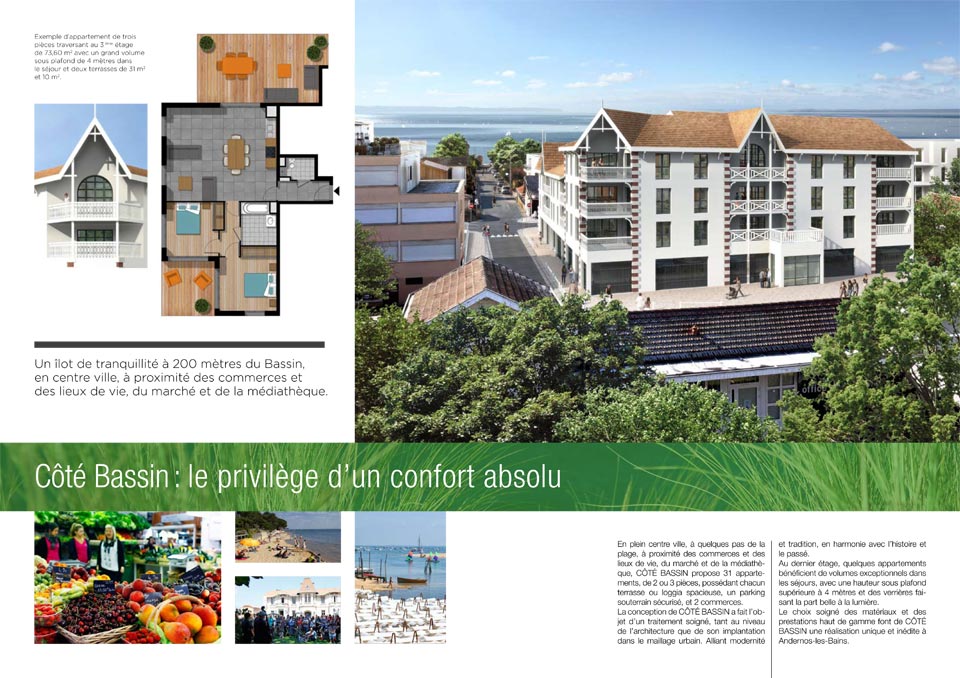 Exemple d'appartement de trois
pièces traversant au 3 ème étage
de 73,60 m² avec un grand volume
sous plafond de 4 mètres dans
le séjour et deux terrasses de 31 m²
et 10 m².
Un îlot de tranquillité à 200 mètres du Bassin,
en centre ville, à proximité des commerces et
des lieux de vie, du marché et de la médiathèque.
Côté Bassin : le privilège d'un confort absolu
En plein centre ville, à quelques pas de la
plage, à proximité des commerces et des
lieux de vie, du marché et de la médiathè-
que, CÔTÉ BASSIN propose 31 apparte-
ments, de 2 ou 3 pièces, possédant chacun
terrasse ou loggia spacieuse, un parking
souterrain sécurisé, et 2 commerces.
La conception de CÔTÉ BASSIN a fait l'ob-
jet d'un traitement soigné, tant au niveau
de l'architecture que de son implantation
dans le maillage urbain. Alliant modernité
et tradition, en harmonie avec l'histoire et
le passé.
Au dernier étage, quelques appartements
bénéficient de volumes exceptionnels dans
les séjours, avec une hauteur sous plafond
supérieure à 4 mètres et des verrières fai-
sant la part belle à la lumière.
Le choix soigné des matériaux et des
prestations haut de gamme font de CÔTÉ
BASSIN une réalisation unique et inédite à
Andernos-les-Bains.